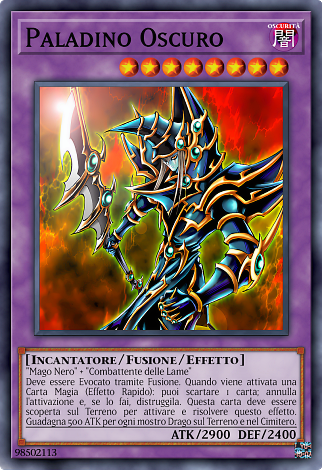 Paladino Oscuro
OSCURITÀ
闇
[Incantatore/Fusione/Effetto]
"Mago Nero" + "Combattente delle Lame"
Deve essere Evocato tramite Fusione. Quando viene attivata una
Carta Magia (Effetto Rapido): puoi scartare 1 carta; annulla
l'attivazione e, se lo fai, distruggila. Questa carta deve essere
scoperta sul Terreno per attivare e risolvere questo effetto.
Guadagna 500 ATK per ogni mostro Drago sul Terreno e nel Cimitero.
ATK/2900 DEF/2400
98502113